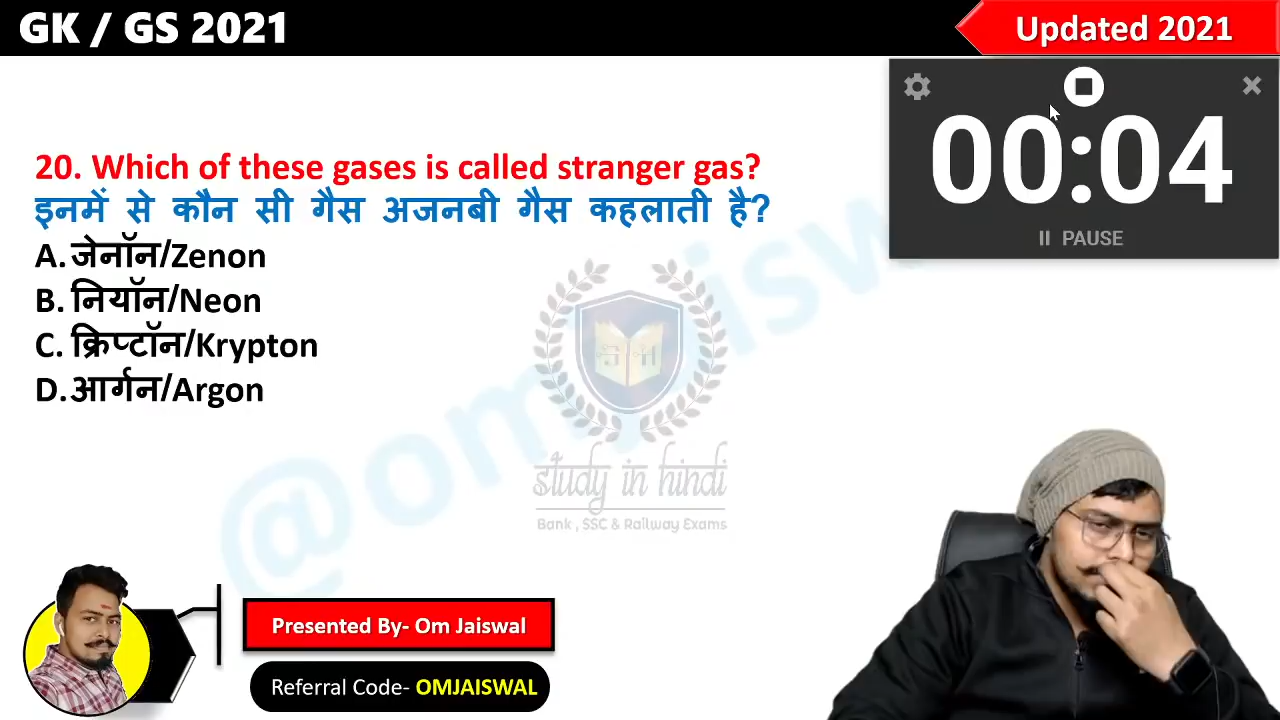 GK / GS 2021
Updated 2021
00:04
PAUSE
20. Which of these gases is called stranger gas?
इनमें से कौन सी गैस अजनबी गैस कहलाती है?
A. जेनॉन/Zenon
B. नियॉन/Neon
C. क्रिप्टॉन/Krypton
D. आर्गन/Argon
study in hindi
Bank , SSC & Railway Exams
Presented By- Om Jaiswal
Referral Code- OMJAISWAL